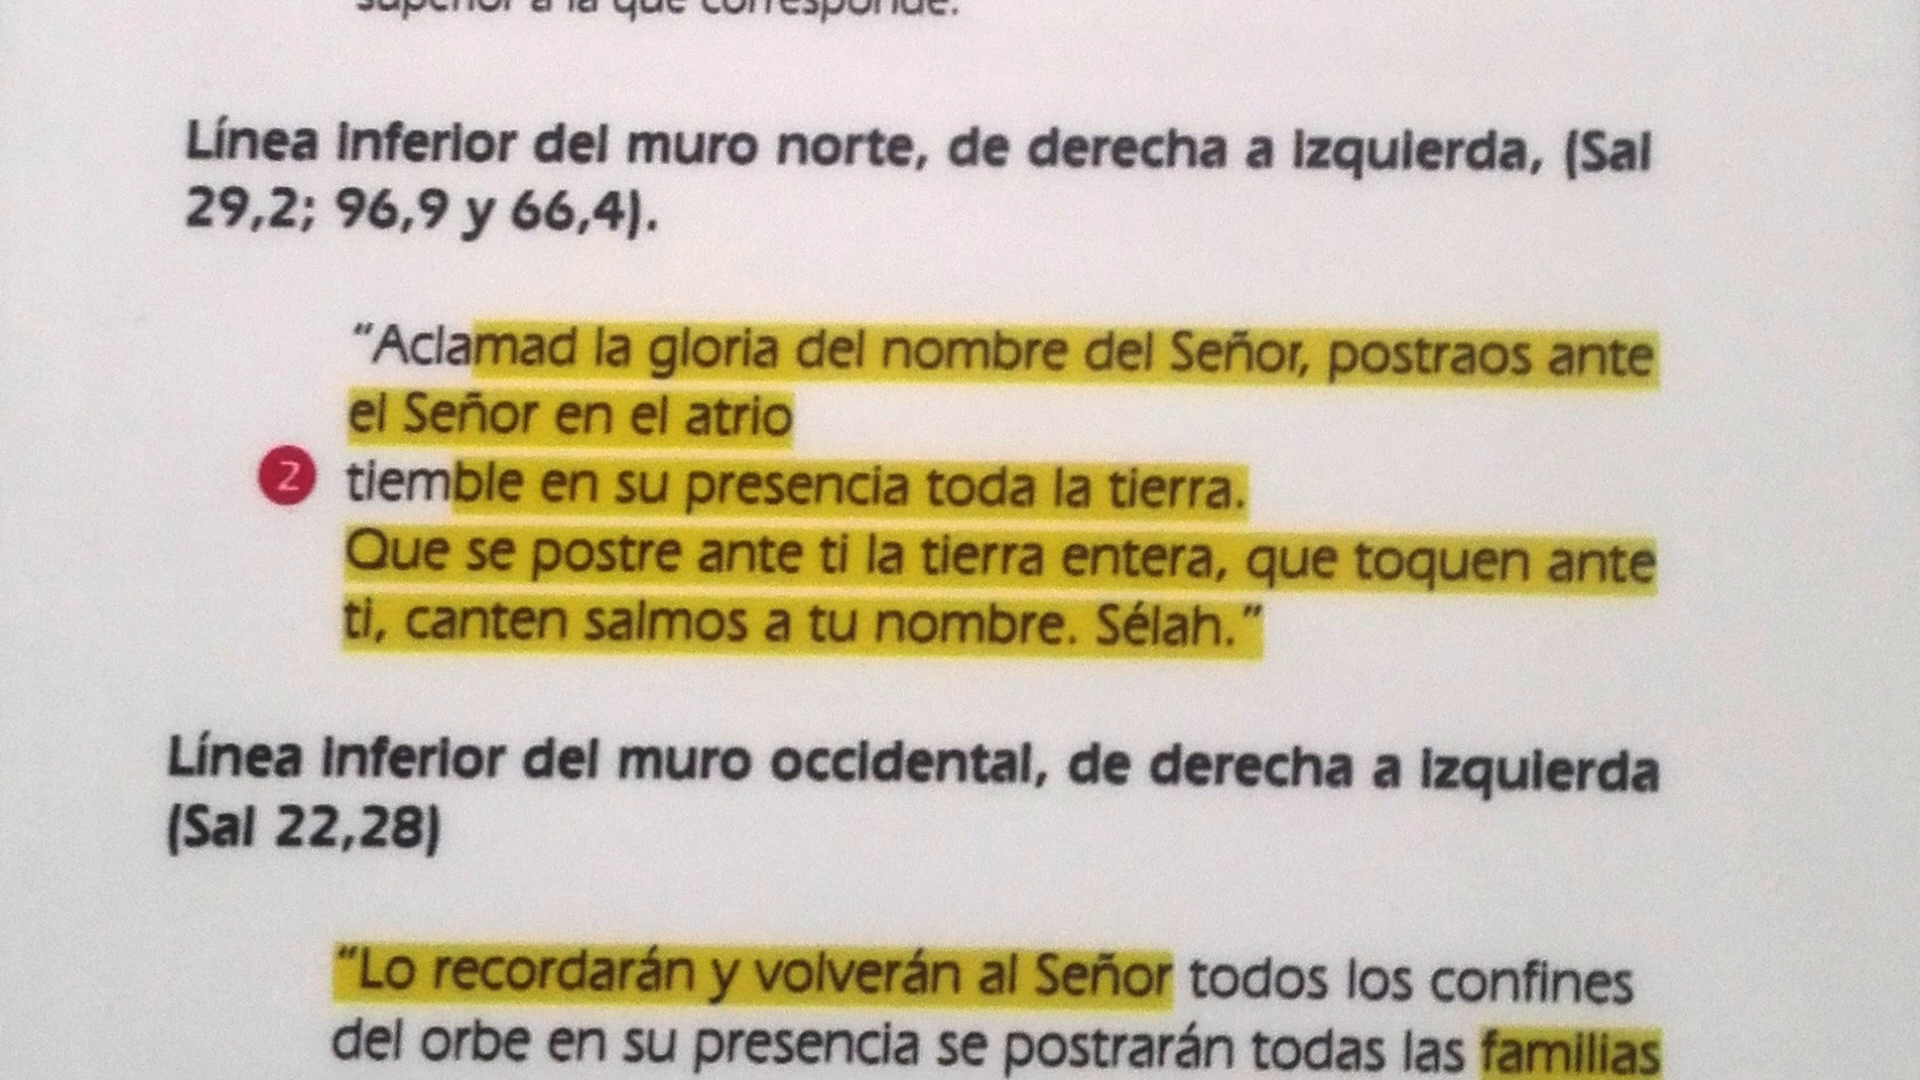 superior a la que corresponde.
Línea inferior del muro norte, de derecha a izquierda, (Sal
29,2; 96,9 y 66,4).
“Aclamad la gloria del nombre del Señor, postraos ante
el Señor en el atrio
2 tiemble en su presencia toda la tierra.
Que se postre ante ti la tierra entera, que toquen ante
ti, canten salmos a tu nombre. Sélah.”
Línea inferior del muro occidental, de derecha a izquierda
(Sal 22,28)
“Lo recordarán y volverán al Señor todos los confines
del orbe en su presencia se postrarán todas las familias